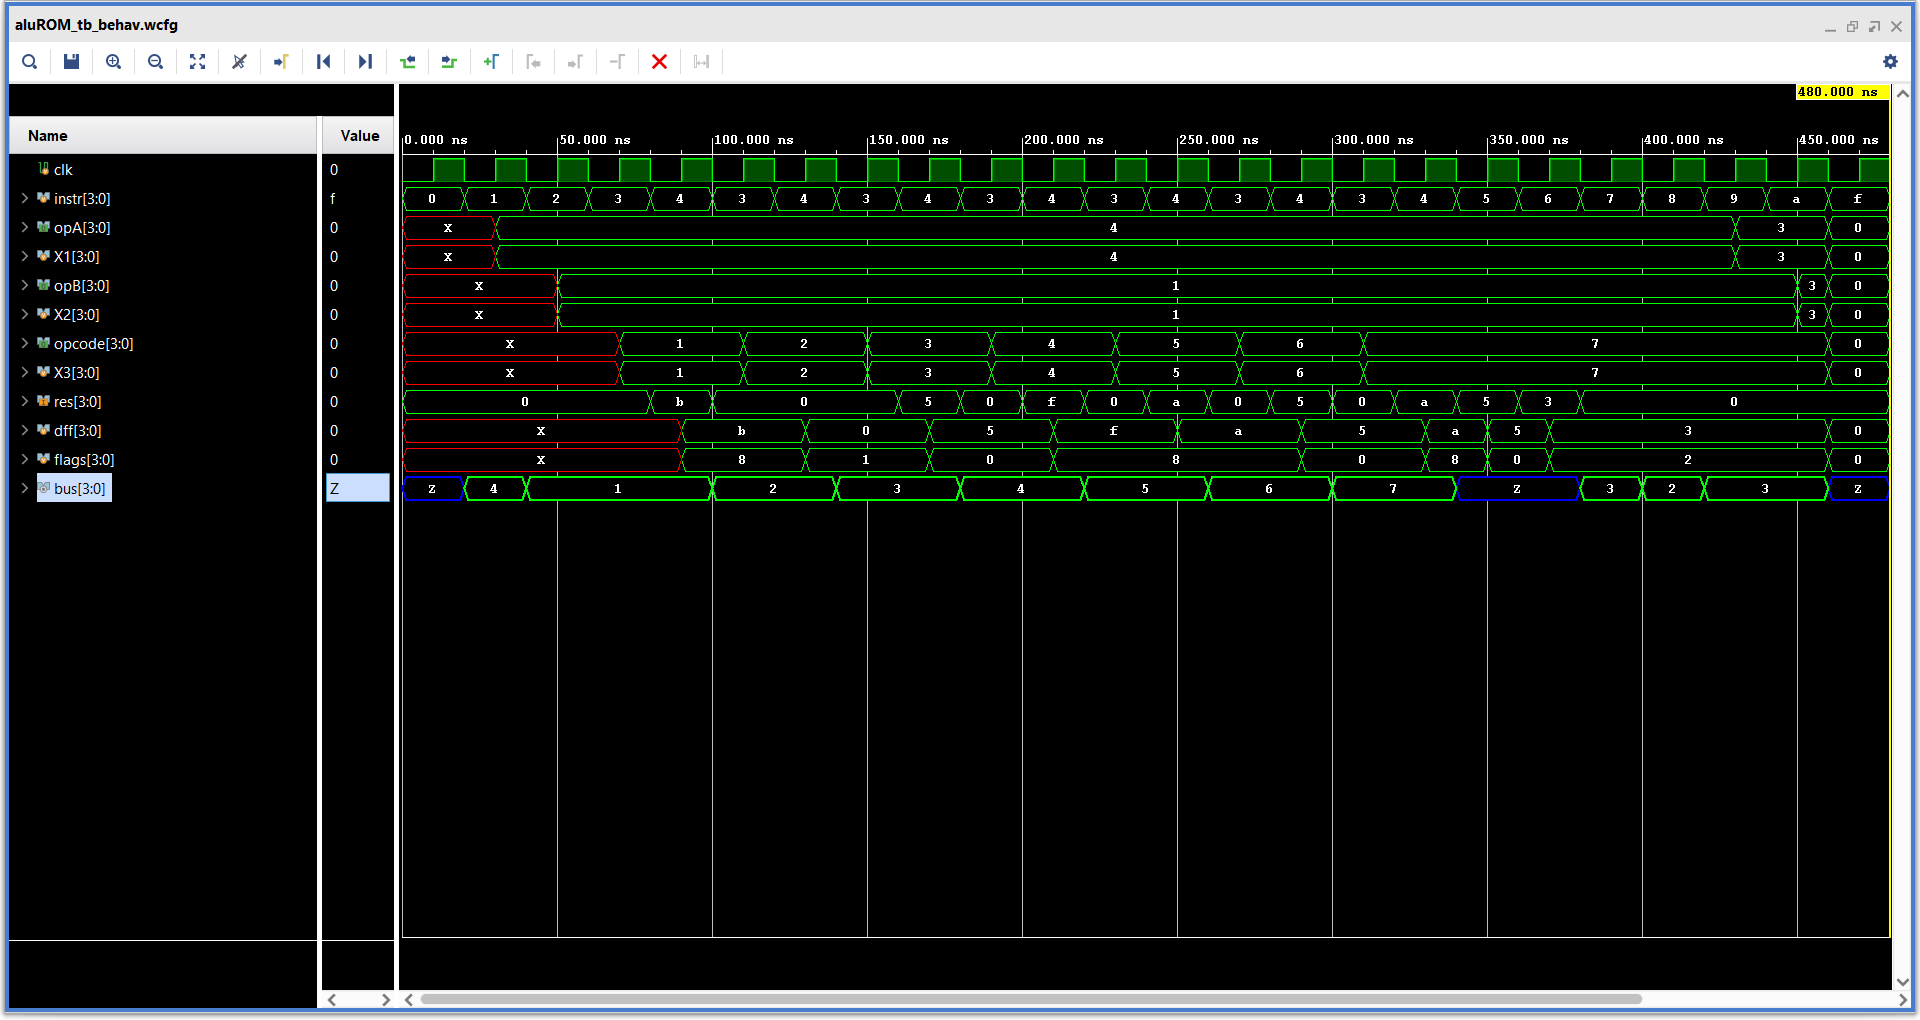 aluROM_tb_behav.wcfg
480.000 ns
Name Value
0.000 ns 50.000 ns 100.000 ns 150.000 ns 200.000 ns 250.000 ns 300.000 ns 350.000 ns 400.000 ns 450.000 ns
clk 0
instr[3:0] f 0 1 2 3 4 3 4 3 4 3 4 3 4 3 4 3 4 5 6 7 8 9 a f
opA[3:0] 0 X 4 3 0
X1[3:0] 0 X 4 3 0
opB[3:0] 0 X 1 3 0
X2[3:0] 0 X 1 3 0
opcode[3:0] 0 X 1 2 3 4 5 6 7 0
X3[3:0] 0 X 1 2 3 4 5 6 7 0
res[3:0] 0 0 b 0 5 0 f 0 a 0 5 0 a 5 3 0
dff[3:0] 0 X b 0 5 f a 5 a 5 3 0
flags[3:0] 0 X 8 1 0 8 0 8 0 2 0
bus[3:0] Z Z 4 1 2 3 4 5 6 7 Z 3 2 3 Z